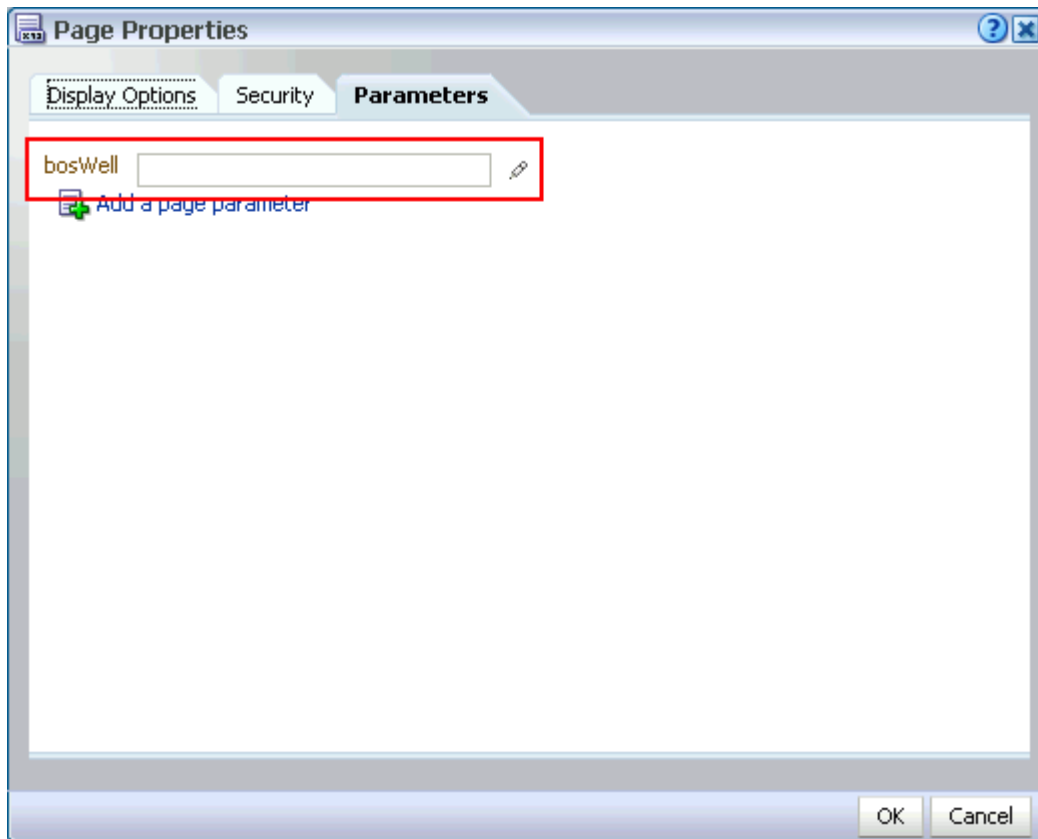 Page Properties
Display Options Security Parameters
bosWell
Add a page parameter
OK Cancel